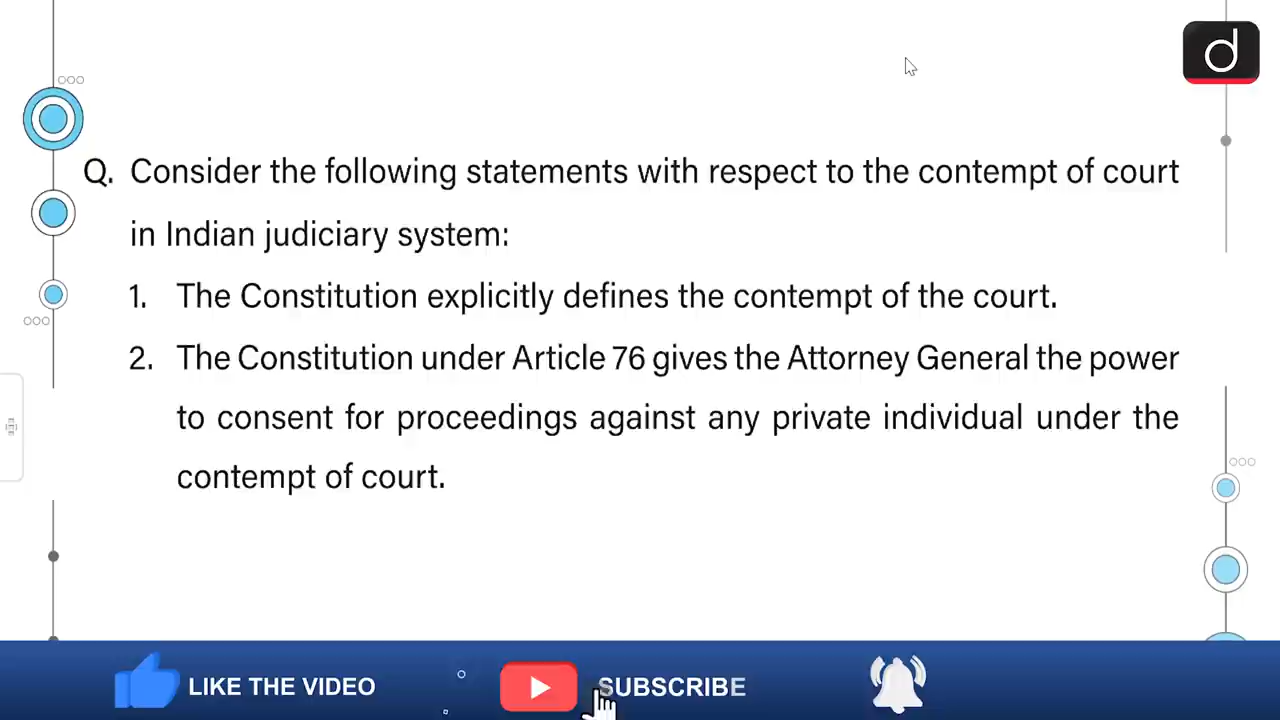 Q. Consider the following statements with respect to the contempt of court
in Indian judiciary system:
1. The Constitution explicitly defines the contempt of the court.
2. The Constitution under Article 76 gives the Attorney General the power
to consent for proceedings against any private individual under the
contempt of court.
LIKE THE VIDEO SUBSCRIBE